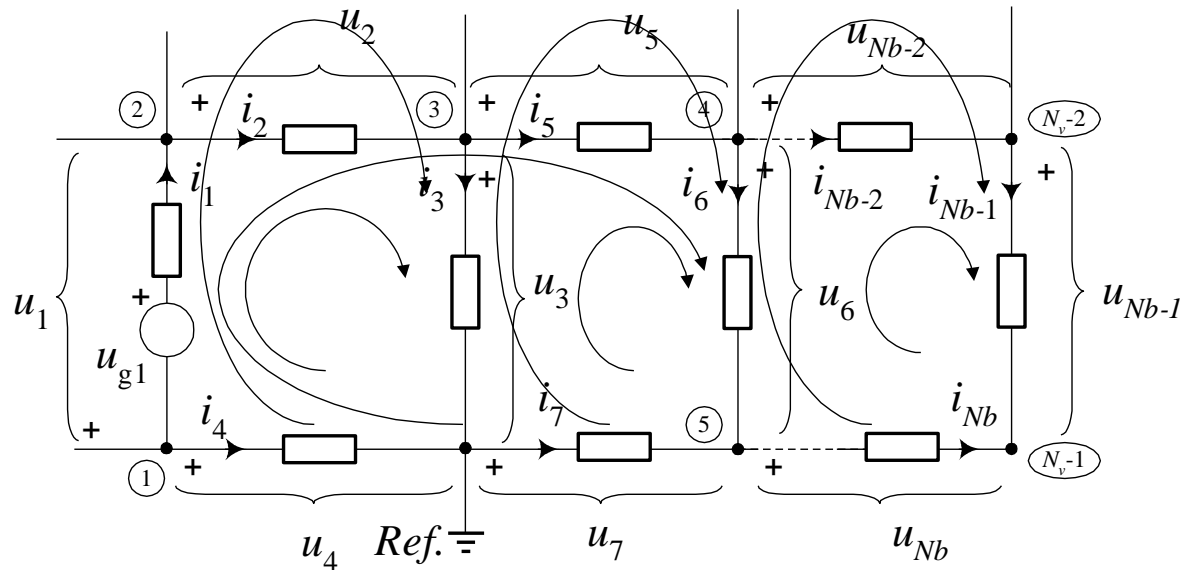 u2 u5 uNb-2
+ + +
2 3 4 Nv-2
i2 i5
+ + +
i1 i3 i6 iNb-2 iNb-1
u1 + u3 u6 uNb-1
ug1
i4 i7 iNb
+ 5
1 + + + Nv-1
u4 Ref. u7 uNb